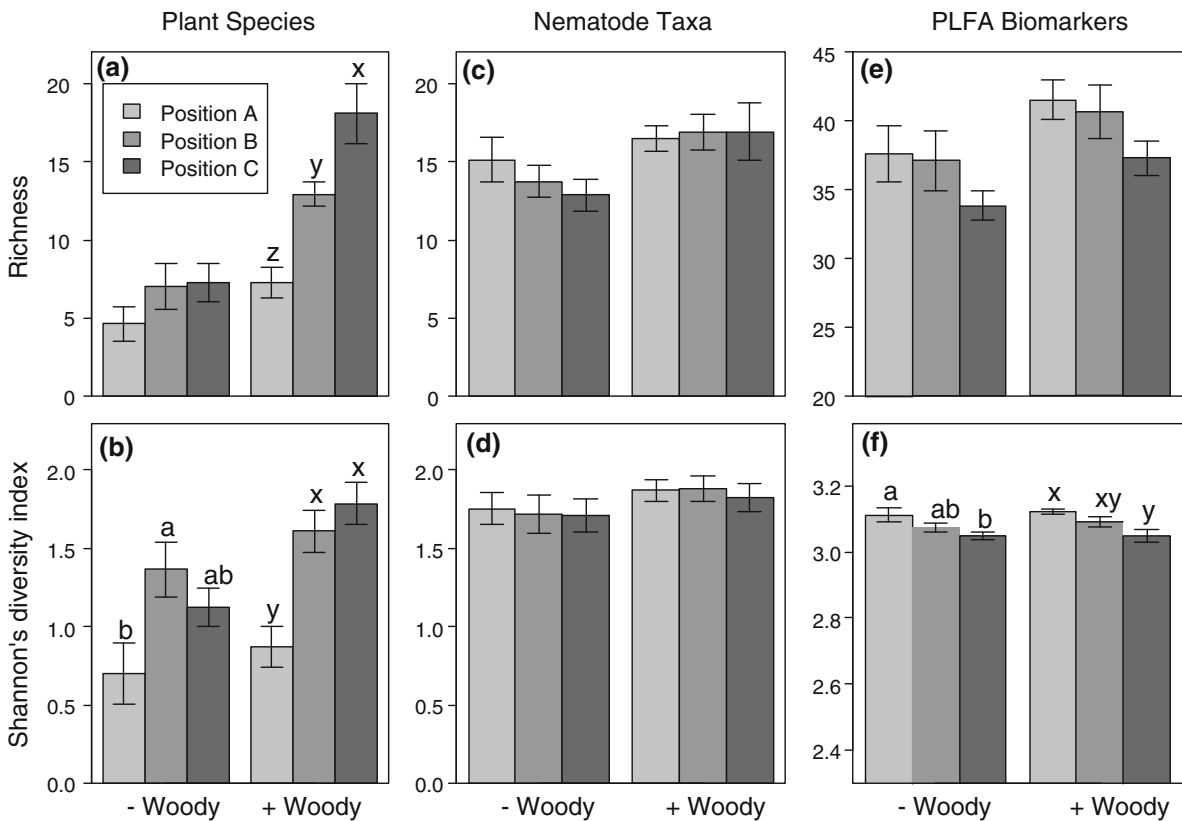 Plant Species
Nematode Taxa
PLFA Biomarkers
Richness
(a)
20
15
10
5
0
Position A
Position B
Position C
z
y
x
(c)
20
15
10
5
0
(e)
45
40
35
30
25
20
Shannon's diversity index
(b)
2.0
1.5
1.0
0.5
0.0
b
a
ab
y
x
x
- Woody
+ Woody
(d)
2.0
1.5
1.0
0.5
0.0
- Woody
+ Woody
(f)
3.2
3.0
2.8
2.6
2.4
a
ab
b
x
xy
y
- Woody
+ Woody